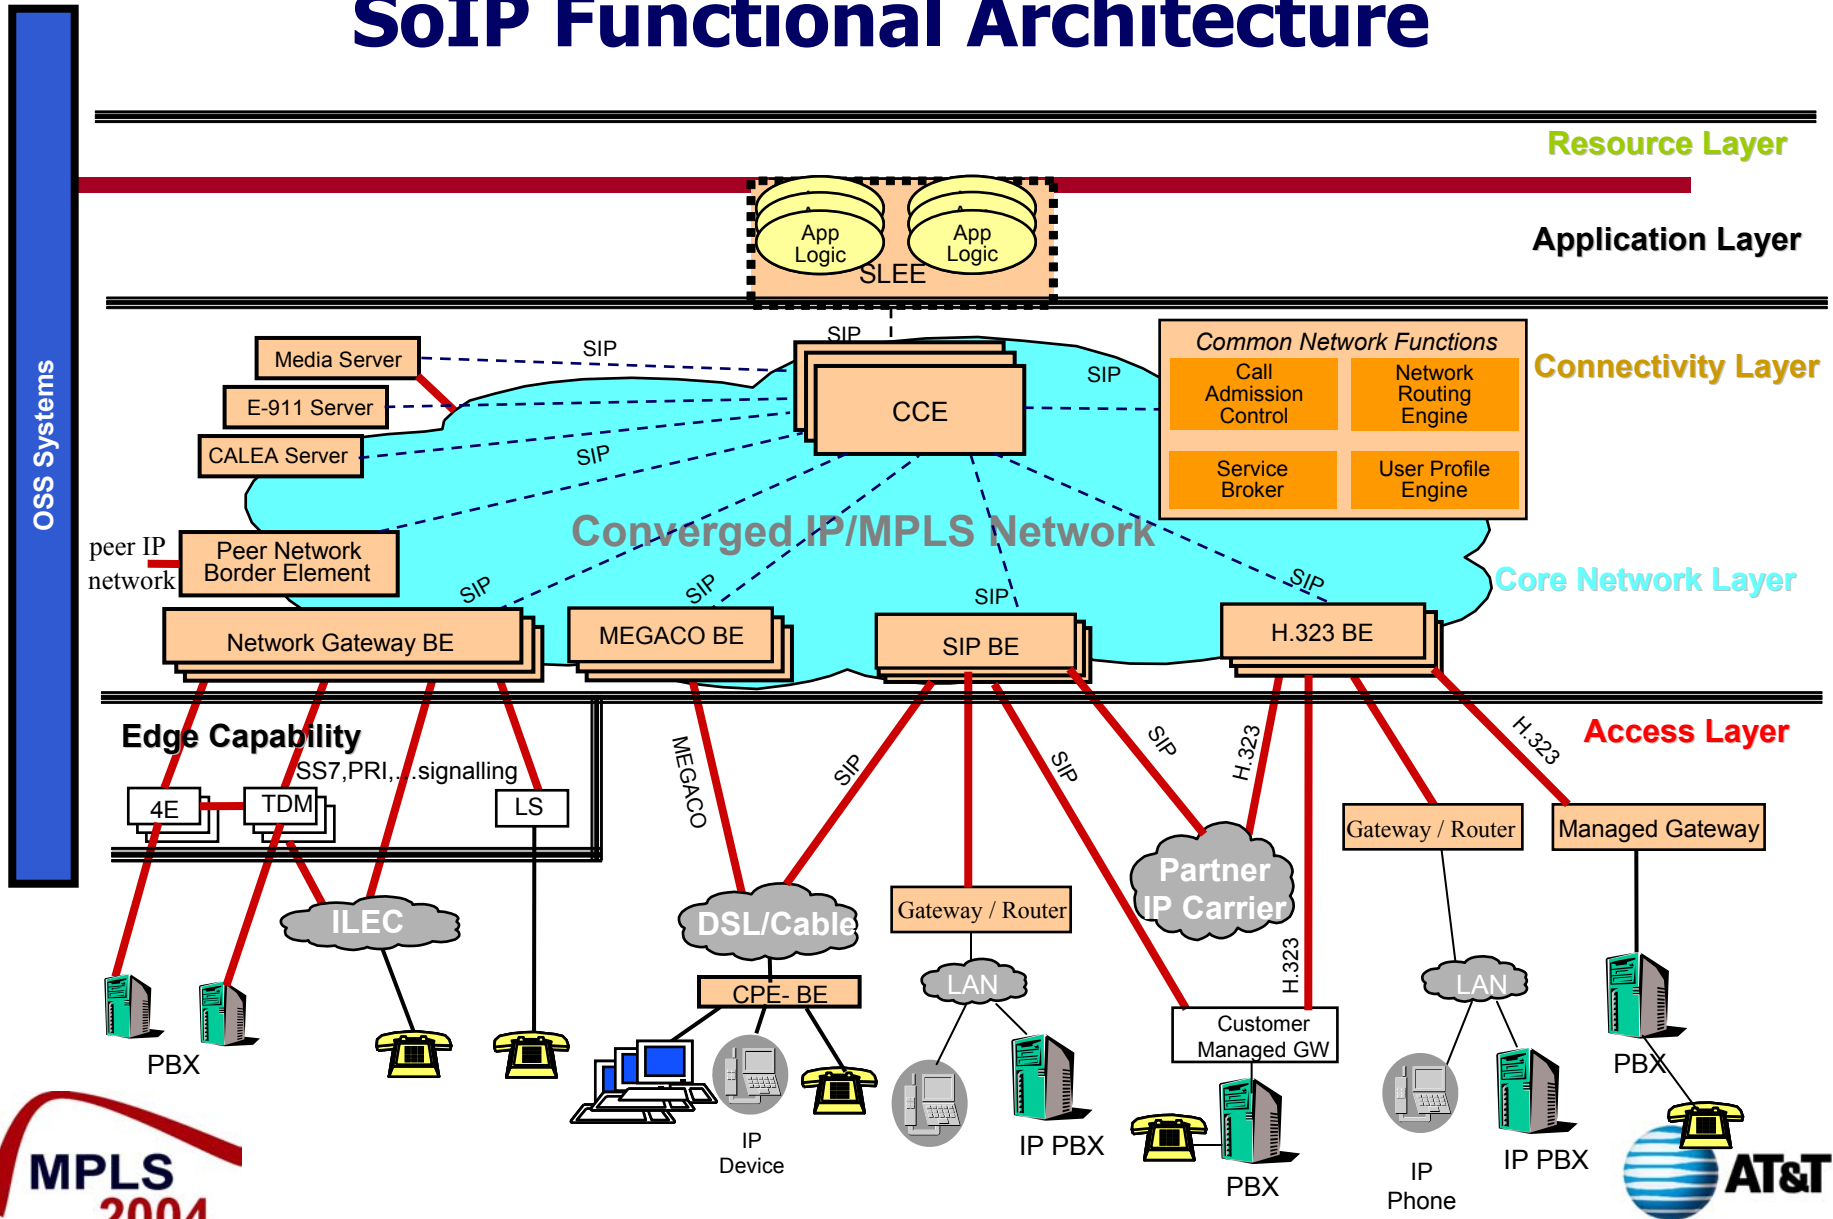 SoIP Functional Architecture
Resource Layer
App
Logic
App
Logic
SLEE
Application Layer
OSS Systems
SIP
SIP
Media Server
E-911 Server
CALEA Server
SIP
CCE
SIP
Common Network Functions
Call
Admission
Control
Network
Routing
Engine
Service
Broker
User Profile
Engine
Connectivity Layer
Converged IP/MPLS Network
peer IP
network
Peer Network
Border Element
Core Network Layer
SIP
SIP
SIP
SIP
Network Gateway BE
MEGACO BE
SIP BE
H.323 BE
Edge Capability
SS7,PRI,...signalling
4E
TDM
LS
MEGACO
SIP
SIP
SIP
H.323
H.323
Access Layer
Gateway / Router
Managed Gateway
Partner
IP Carrier
ILEC
DSL/Cable
Gateway / Router
H.323
CPE- BE
LAN
LAN
Customer
Managed GW
PBX
PBX
IP
Device
IP PBX
PBX
IP
Phone
IP PBX
MPLS
2004
AT&T